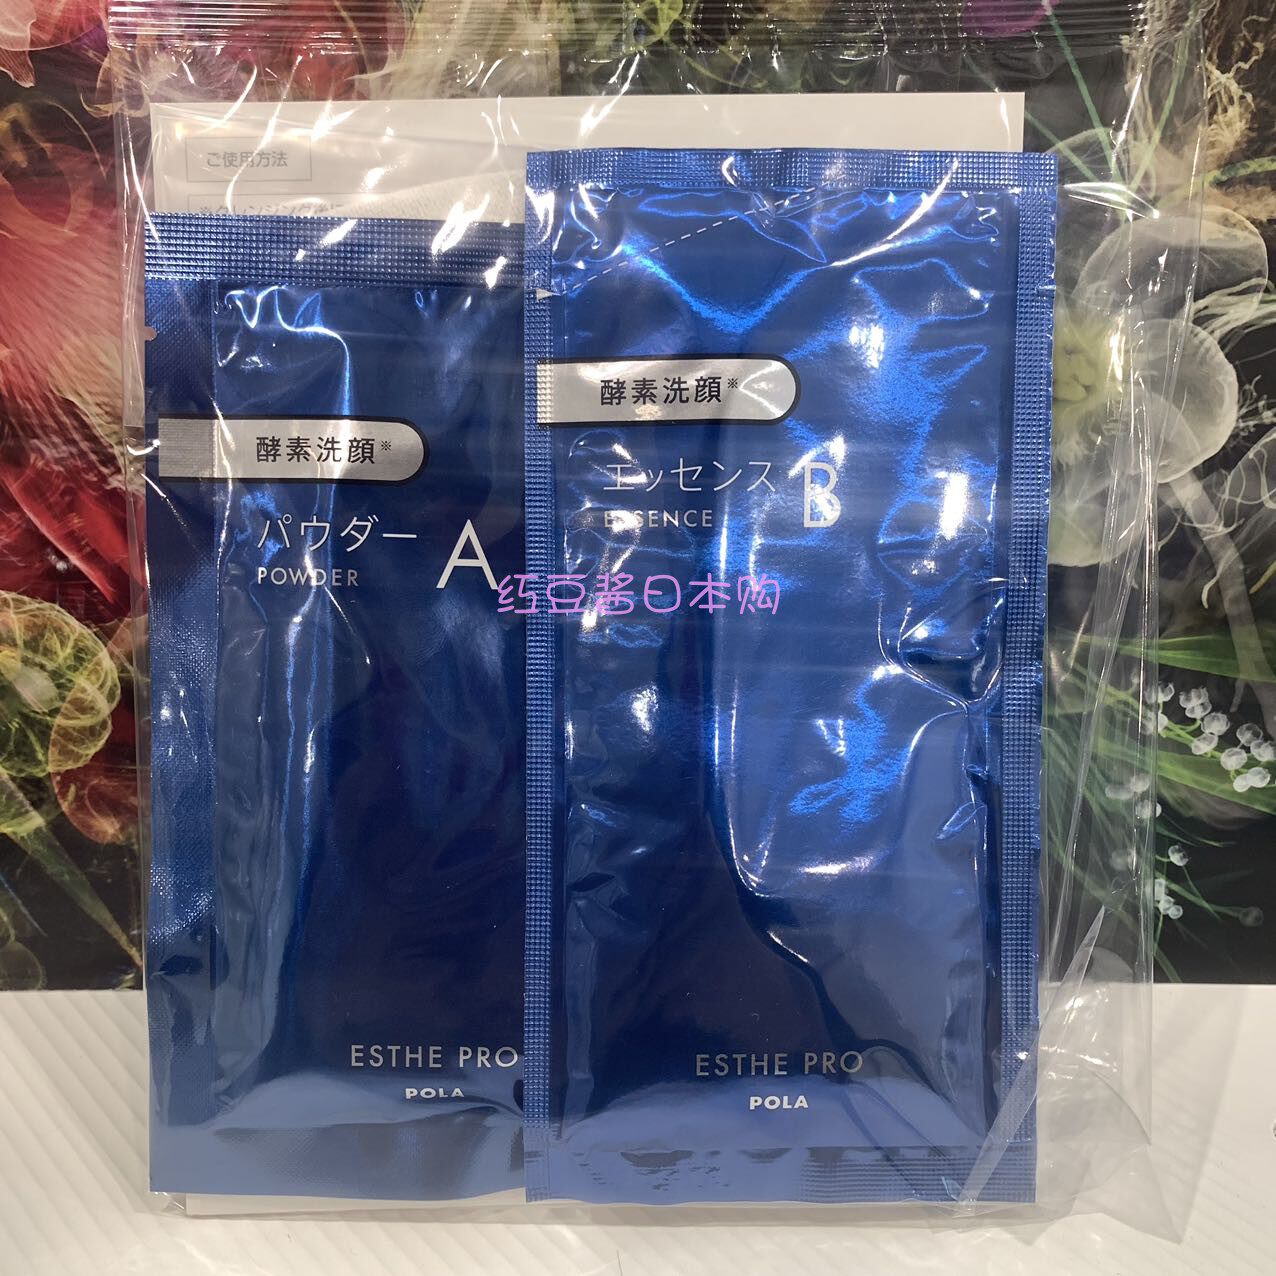 ご使用方法
酵素洗顔※
パウダー A
POWDER
ESTHE PRO
POLA
酵素洗顔※
エッセンス B
ESSENCE
ESTHE PRO
POLA
红豆酱日本购